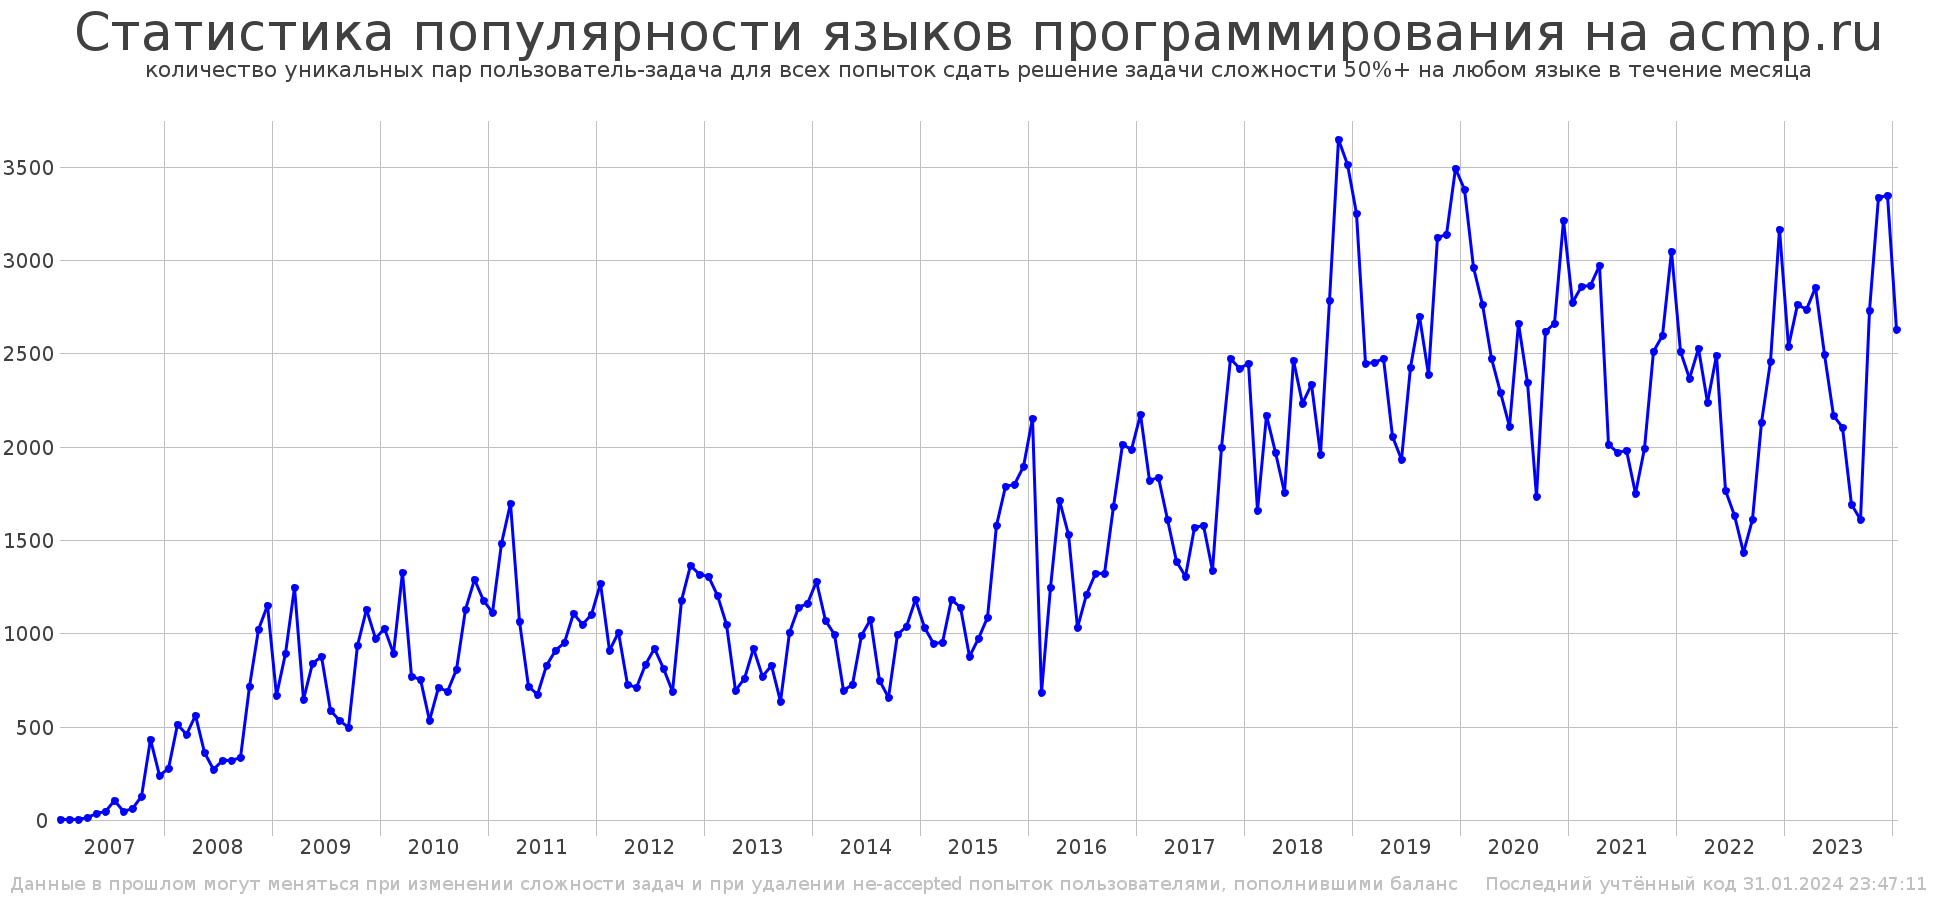 Статистика популярности языков программирования на acmp.ru
количество уникальных пар пользователь-задача для всех попыток сдать решение задачи сложности 50%+ на любом языке в течение месяца
3500
3000
2500
2000
1500
1000
500
0
2007 2008 2009 2010 2011 2012 2013 2014 2015 2016 2017 2018 2019 2020 2021 2022 2023
Данные в прошлом могут меняться при изменении сложности задач и при удалении не-accepted попыток пользователями, пополнившими баланс Последний учтённый код 31.01.2024 23:47:11